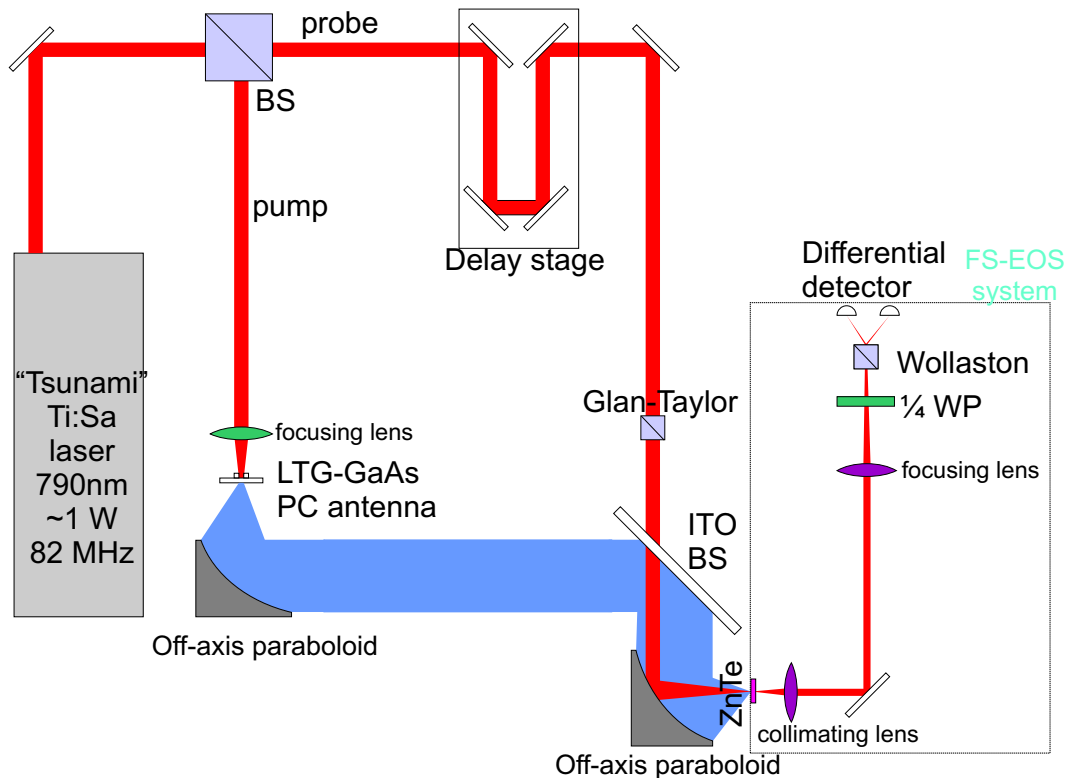 probe
BS
pump
Delay stage
Differential
detector
FS-EOS
system
Wollaston
¼ WP
focusing lens
“Tsunami”
Ti:Sa
laser
790nm
~1 W
82 MHz
Glan-Taylor
focusing lens
LTG-GaAs
PC antenna
ITO
BS
ZnTe
collimating lens
Off-axis paraboloid
Off-axis paraboloid